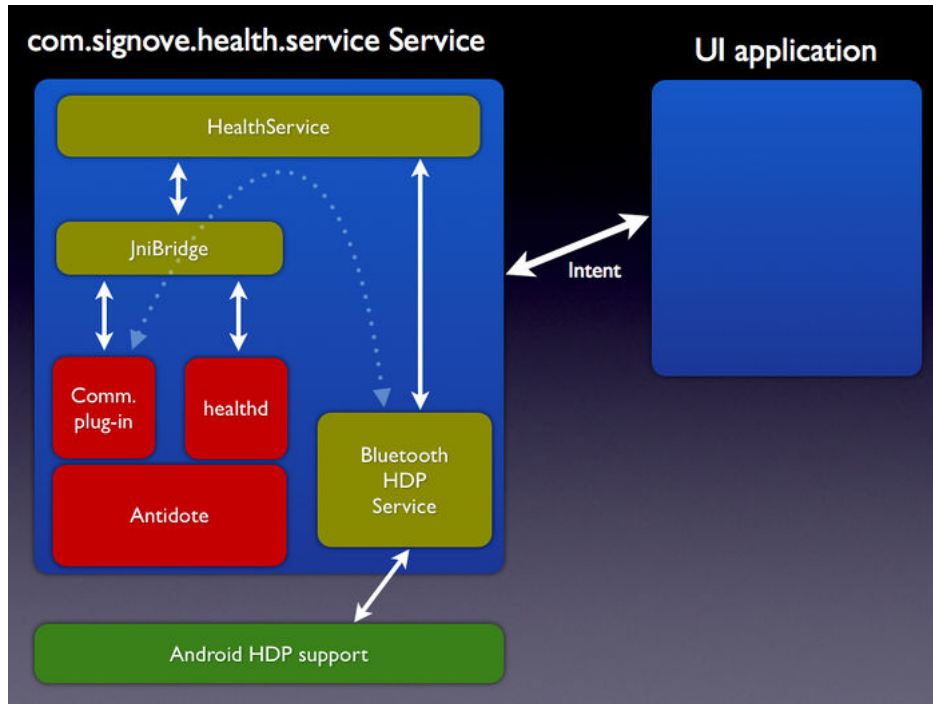 com.signove.health.service Service
UI application
HealthService
JniBridge
Intent
Comm.
plug-in
healthd
Bluetooth
HDP
Service
Antidote
Android HDP support